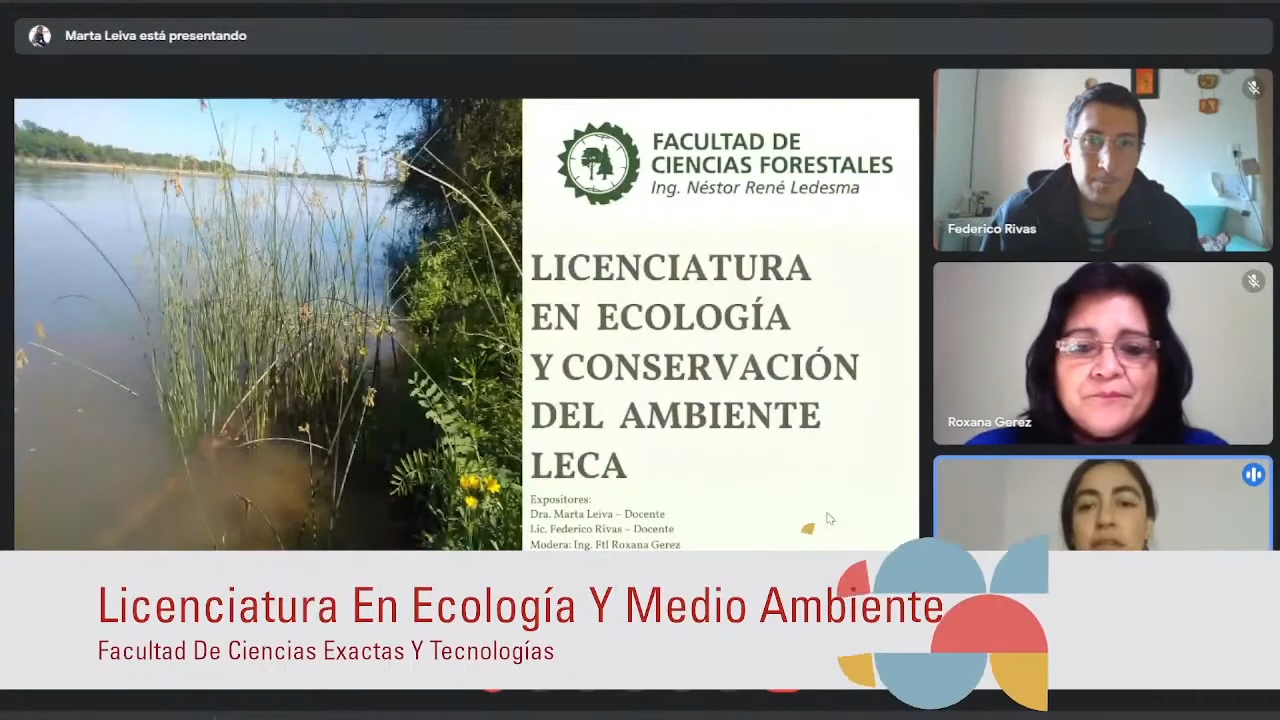 Marta Leiva está presentando
FACULTAD DE
CIENCIAS FORESTALES
Ing. Néstor René Ledesma
LICENCIATURA
EN ECOLOGÍA
Y CONSERVACIÓN
DEL AMBIENTE
LECA
Expositores:
Dra. Marta Leiva – Docente
Lic. Federico Rivas – Docente
Modera: Ing. Ftl Roxana Gerez
Federico Rivas
Roxana Gerez
Licenciatura En Ecología Y Medio Ambiente
Facultad De Ciencias Exactas Y Tecnologías